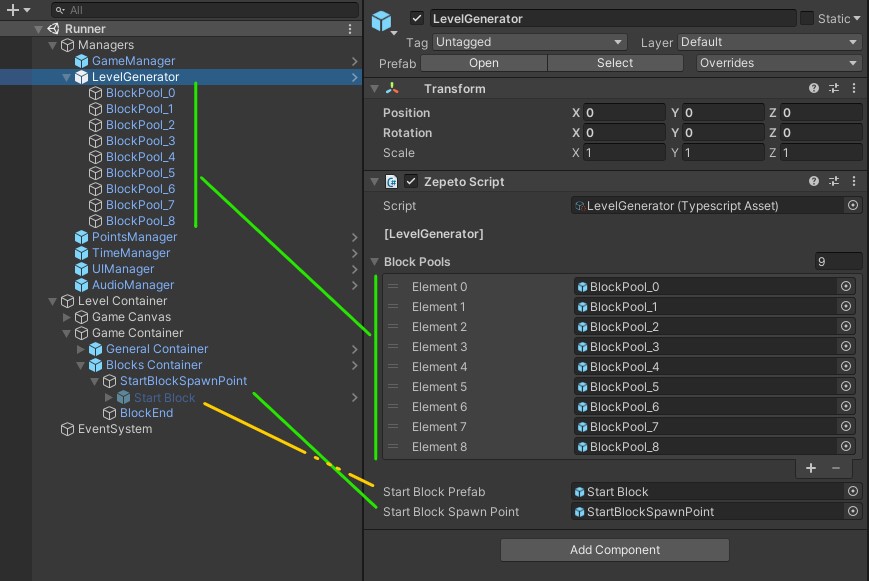 All
Runner
Managers
GameManager
LevelGenerator
BlockPool_0
BlockPool_1
BlockPool_2
BlockPool_3
BlockPool_4
BlockPool_5
BlockPool_6
BlockPool_7
BlockPool_8
PointsManager
TimeManager
UIManager
AudioManager
Level Container
Game Canvas
Game Container
General Container
Blocks Container
StartBlockSpawnPoint
Start Block
BlockEnd
EventSystem
LevelGenerator Static
Tag Untagged Layer Default
Prefab Open Select Overrides
Transform
Position X 0 Y 0 Z 0
Rotation X 0 Y 0 Z 0
Scale X 1 Y 1 Z 1
Zepeto Script
Script LevelGenerator (Typescript Asset)
[LevelGenerator]
Block Pools 9
Element 0 BlockPool_0
Element 1 BlockPool_1
Element 2 BlockPool_2
Element 3 BlockPool_3
Element 4 BlockPool_4
Element 5 BlockPool_5
Element 6 BlockPool_6
Element 7 BlockPool_7
Element 8 BlockPool_8
Start Block Prefab Start Block
Start Block Spawn Point StartBlockSpawnPoint
Add Component